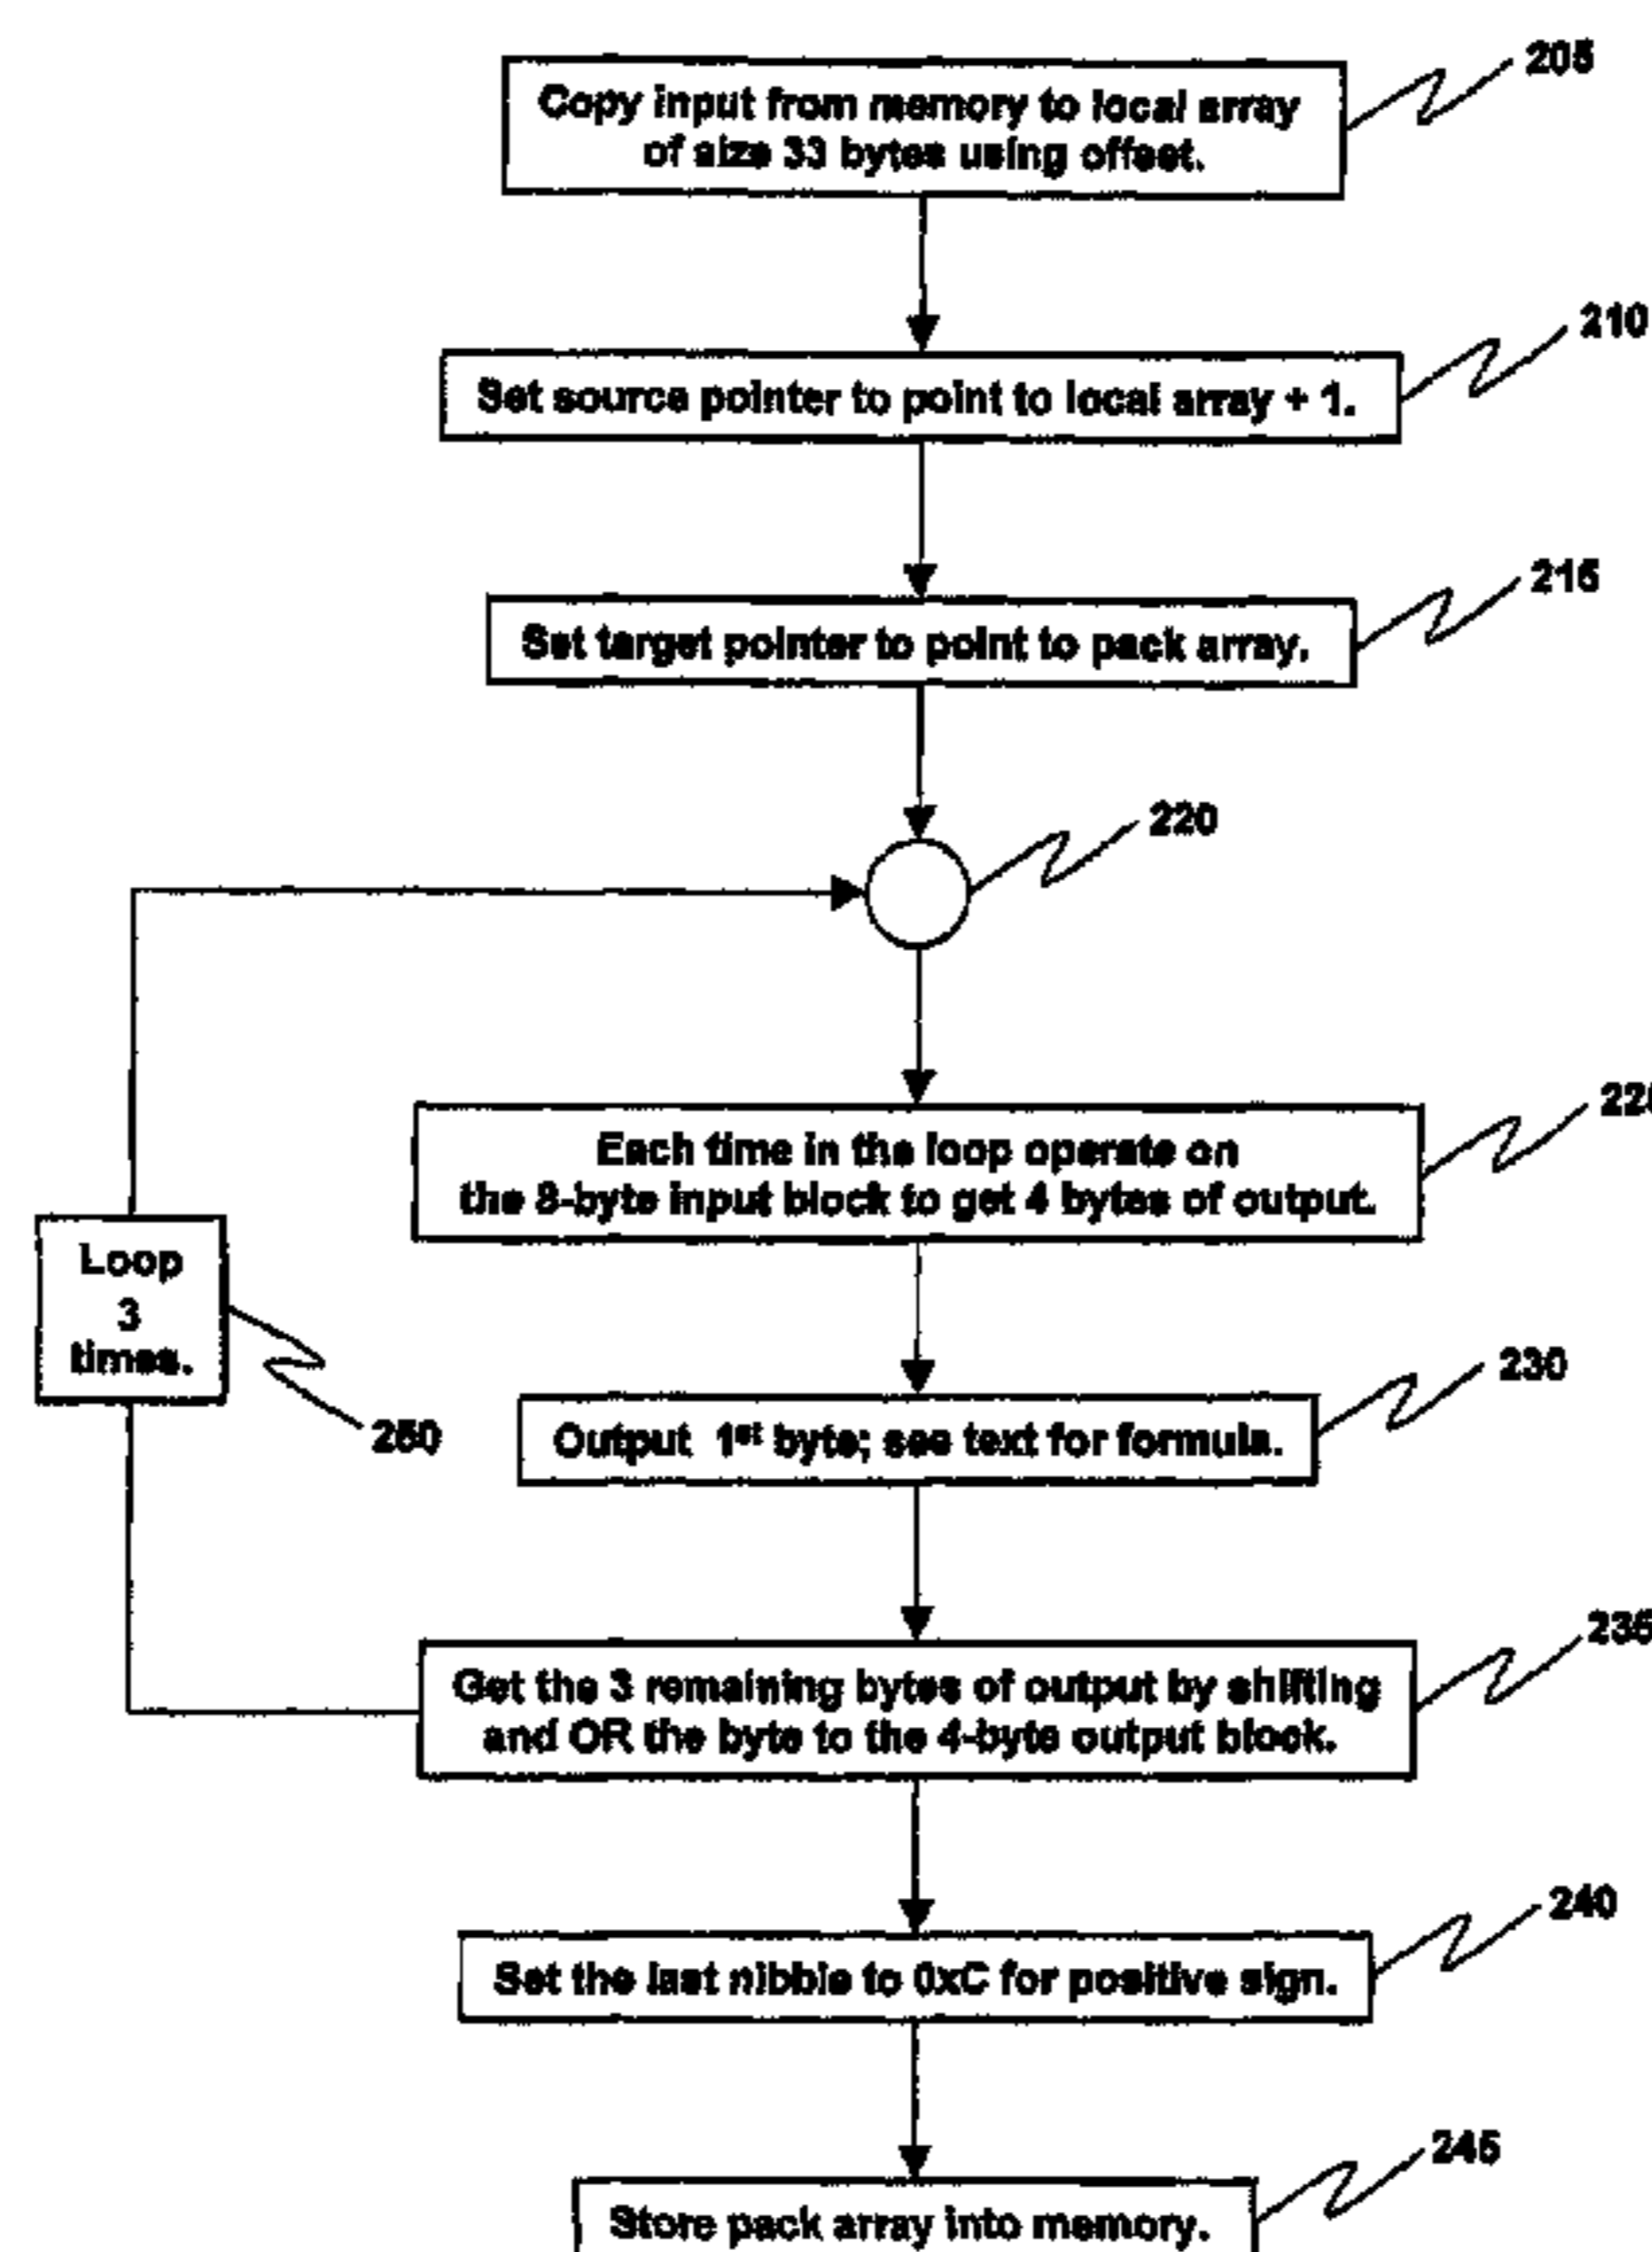 205
Copy input from memory to local array
of size 33 bytes using offset.
210
Set source pointer to point to local array + 1.
215
Set target pointer to point to pack array.
220
Each time in the loop operate on
the 8-byte input block to get 4 bytes of output.
Loop
3
times.
250
230
Output 1st byte; see text for formula.
235
Get the 3 remaining bytes of output by shifting
and OR the byte to the 4-byte output block.
240
Set the last nibble to 0xC for positive sign.
245
Store pack array into memory.